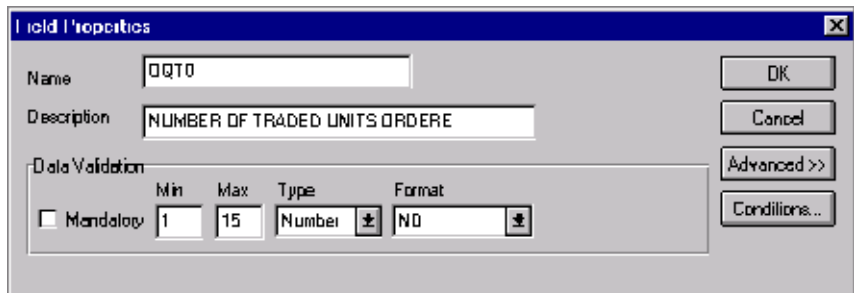 Field Properties
Name
OQTO
OK
Description
NUMBER OF TRADED UNITS ORDERE
Cancel
Data Validation
Advanced >>
Min Max Type Format
Mandatory 1 15 Number N0
Conditions...